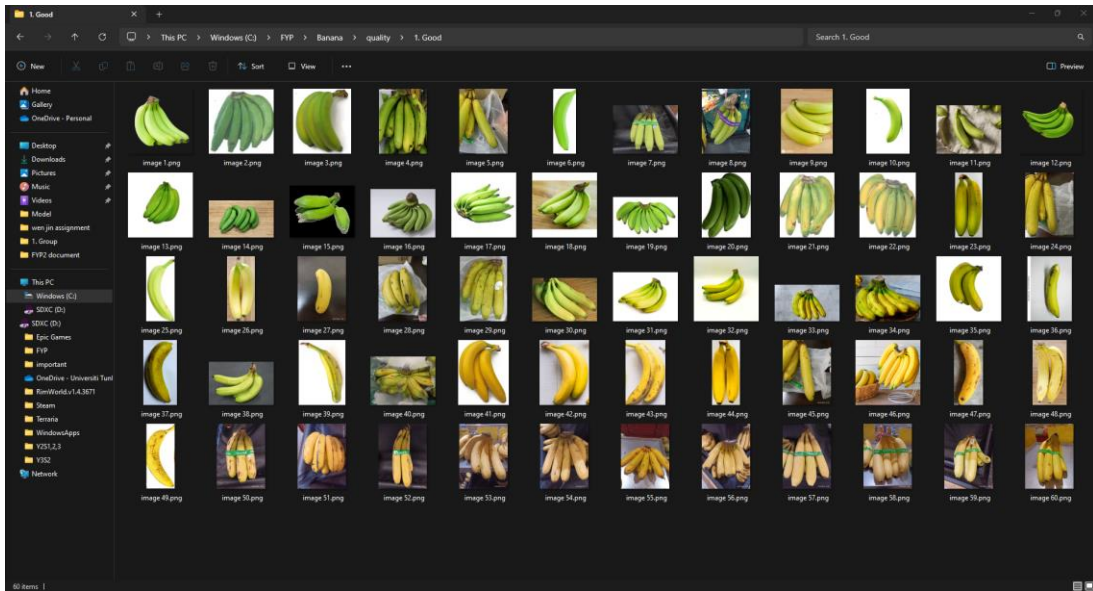 1. Good
This PC > Windows (C:) > FYP > Banana > quality > 1. Good
Search 1. Good
New
Sort
View
Preview
Home
Gallery
OneDrive - Personal
Desktop
Downloads
Pictures
Music
Videos
Model
wen jin assignment
1. Group
FYP2 document
This PC
Windows (C:)
SDXC (D:)
SDXC (D:)
Epic Games
FYP
important
OneDrive - Universiti Tunl
RimWorld.v1.4.3671
Steam
Terraria
WindowsApps
Y2S1,2,3
Y3S2
Network
image 1.png image 2.png image 3.png image 4.png image 5.png image 6.png image 7.png image 8.png image 9.png image 10.png image 11.png image 12.png
image 13.png image 14.png image 15.png image 16.png image 17.png image 18.png image 19.png image 20.png image 21.png image 22.png image 23.png image 24.png
image 25.png image 26.png image 27.png image 28.png image 29.png image 30.png image 31.png image 32.png image 33.png image 34.png image 35.png image 36.png
image 37.png image 38.png image 39.png image 40.png image 41.png image 42.png image 43.png image 44.png image 45.png image 46.png image 47.png image 48.png
image 49.png image 50.png image 51.png image 52.png image 53.png image 54.png image 55.png image 56.png image 57.png image 58.png image 59.png image 60.png
60 items